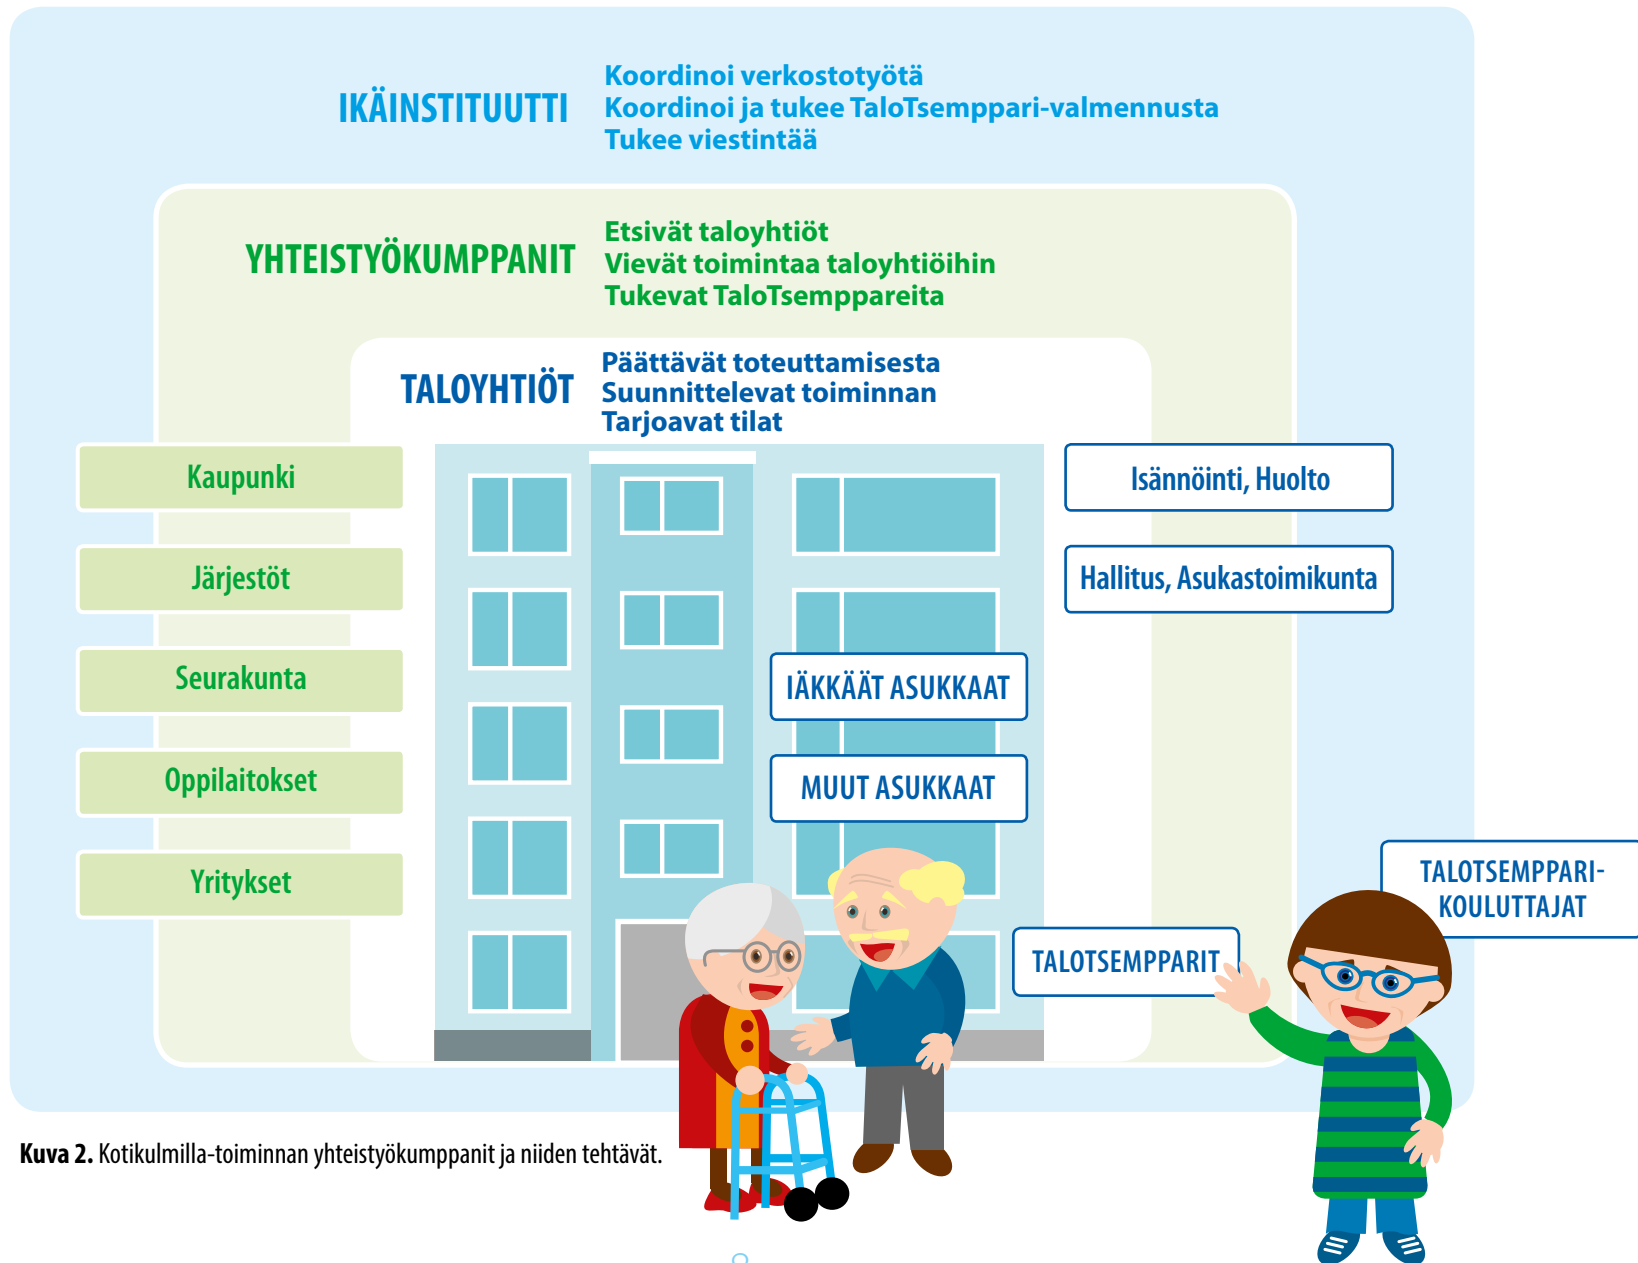 IKÄINSTITUUTTI
Koordinoi verkostotyötä
Koordinoi ja tukee TaloTsemppari-valmennusta
Tukee viestintää
YHTEISTYÖKUMPPANIT
Etsivät taloyhtiöt
Vievät toimintaa taloyhtiöihin
Tukevat TaloTsemppareita
TALOYHTIÖT
Päättävät toteuttamisesta
Suunnittelevat toiminnan
Tarjoavat tilat
Kaupunki
Järjestöt
Seurakunta
Oppilaitokset
Yritykset
Isännöinti, Huolto
Hallitus, Asukastoimikunta
IÄKKÄÄT ASUKKAAT
MUUT ASUKKAAT
TALOTSEMPPARIT
TALOTSEMPPARI-
KOULUTTAJAT
Kuva 2. Kotikulmilla-toiminnan yhteistyökumppanit ja niiden tehtävät.